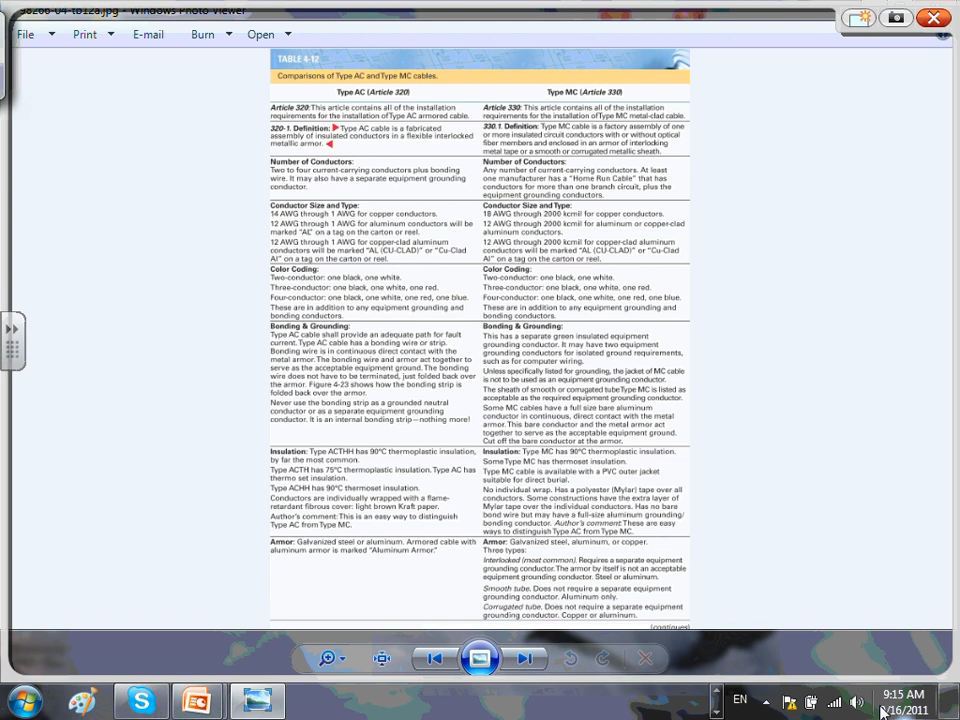 98266-04-tb12a.jpg - Windows Photo Viewer
File Print E-mail Burn Open
TABLE 4-12
Comparisons of Type AC and Type MC cables.
Type AC (Article 320)
Article 320: This article contains all of the installation
requirements for the installation of Type AC armored cable.
320-1. Definition: Type AC cable is a fabricated
assembly of insulated conductors in a flexible interlocked
metallic armor.
Number of Conductors:
Two to four current-carrying conductors plus bonding
wire. It may also have a separate equipment grounding
conductor.
Conductor Size and Type:
14 AWG through 1 AWG for copper conductors.
12 AWG through 1 AWG for aluminum conductors will be
marked "AL" on a tag on the carton or reel.
12 AWG through 1 AWG for copper-clad aluminum
conductors will be marked "AL (CU-CLAD)" or "Cu-Clad
Al" on a tag on the carton or reel.
Color Coding:
Two-conductor: one black, one white.
Three-conductor: one black, one white, one red.
Four-conductor: one black, one white, one red, one blue.
These are in addition to any equipment grounding and
bonding conductors.
Bonding & Grounding:
Type AC cable shall provide an adequate path for fault
current. Type AC cable has a bonding wire or strip.
Bonding wire is in continuous direct contact with the
metal armor. The bonding wire and armor act together to
serve as the acceptable equipment ground. The bonding
wire does not have to be terminated, just folded back over
the armor. Figure 4-23 shows how the bonding strip is
folded back over the armor.
Never use the bonding strip as a grounded neutral
conductor or as a separate equipment grounding
conductor. It is an internal bonding strip—nothing more!
Insulation: Type ACTHH has 90°C thermoplastic insulation,
by far the most common.
Type ACTH has 75°C thermoplastic insulation. Type AC has
thermo set insulation.
Type ACHH has 90°C thermoset insulation.
Conductors are individually wrapped with a flame-
retardant fibrous cover: light brown Kraft paper.
Author's comment: This is an easy way to distinguish
Type AC from Type MC.
Armor: Galvanized steel or aluminum. Armored cable with
aluminum armor is marked "Aluminum Armor."
Type MC (Article 330)
Article 330: This article contains all of the installation
requirements for the installation of Type MC metal-clad cable.
330.1. Definition: Type MC cable is a factory assembly of one
or more insulated circuit conductors with or without optical
fiber members and enclosed in an armor of interlocking
metal tape or a smooth or corrugated metallic sheath.
Number of Conductors:
Any number of current-carrying conductors. At least
one manufacturer has a "Home Run Cable" that has
conductors for more than one branch circuit, plus the
equipment grounding conductors.
Conductor Size and Type:
18 AWG through 2000 kcmil for copper conductors.
12 AWG through 2000 kcmil for aluminum or copper-clad
aluminum conductors.
12 AWG through 2000 kcmil for copper-clad aluminum
conductors will be marked "AL (CU-CLAD)" or "Cu-Clad
Al" on a tag on the carton or reel.
Color Coding:
Two-conductor: one black, one white.
Three-conductor: one black, one white, one red.
Four-conductor: one black, one white, one red, one blue.
These are in addition to any equipment grounding and
bonding conductors.
Bonding & Grounding:
This has a separate green insulated equipment
grounding conductor. It may have two equipment
grounding conductors for isolated ground requirements,
such as for computer wiring.
Unless specifically listed for grounding, the jacket of MC cable
is not to be used as an equipment grounding conductor.
The sheath of smooth or corrugated tube Type MC is listed as
acceptable as the required equipment grounding conductor.
Some MC cables have a full size bare aluminum
conductor in continuous, direct contact with the metal
armor. This bare conductor and the metal armor act
together to serve as the acceptable equipment ground.
Cut off the bare conductor at the armor.
Insulation: Type MC has 90°C thermoplastic insulation.
Some Type MC has thermoset insulation.
Type MC cable is available with a PVC outer jacket
suitable for direct burial.
No individual wrap. Has a polyester (Mylar) tape over all
conductors. Some constructions have the extra layer of
Mylar tape over the individual conductors. Has no bare
bond wire but may have a full-size aluminum grounding/
bonding conductor. Author's comment: These are easy
ways to distinguish Type AC from Type MC.
Armor: Galvanized steel, aluminum, or copper.
Three types:
Interlocked (most common). Requires a separate equipment
grounding conductor. The armor by itself is not an acceptable
equipment grounding conductor. Steel or aluminum.
Smooth tube. Does not require a separate equipment
grounding conductor. Aluminum only.
Corrugated tube. Does not require a separate equipment
grounding conductor. Copper or aluminum.
(continues)
EN
9:15 AM
/16/2011